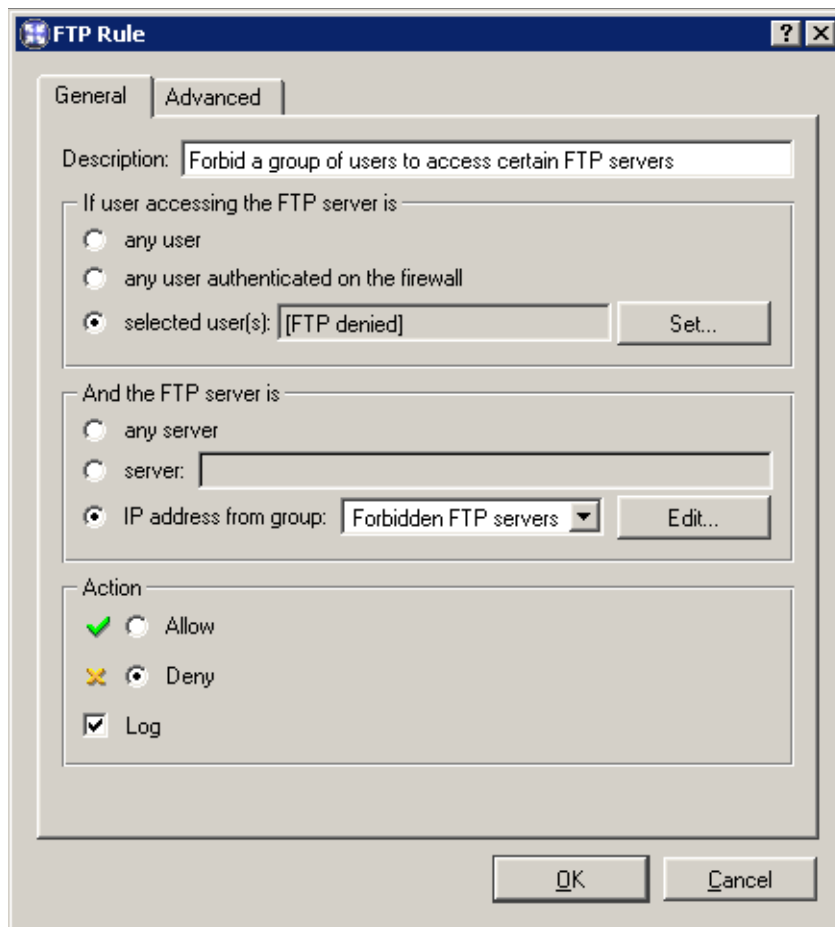 FTP Rule
General
Advanced
Description: Forbid a group of users to access certain FTP servers
If user accessing the FTP server is
any user
any user authenticated on the firewall
selected user(s): [FTP denied] Set...
And the FTP server is
any server
server:
IP address from group: Forbidden FTP servers Edit...
Action
Allow
Deny
Log
OK Cancel